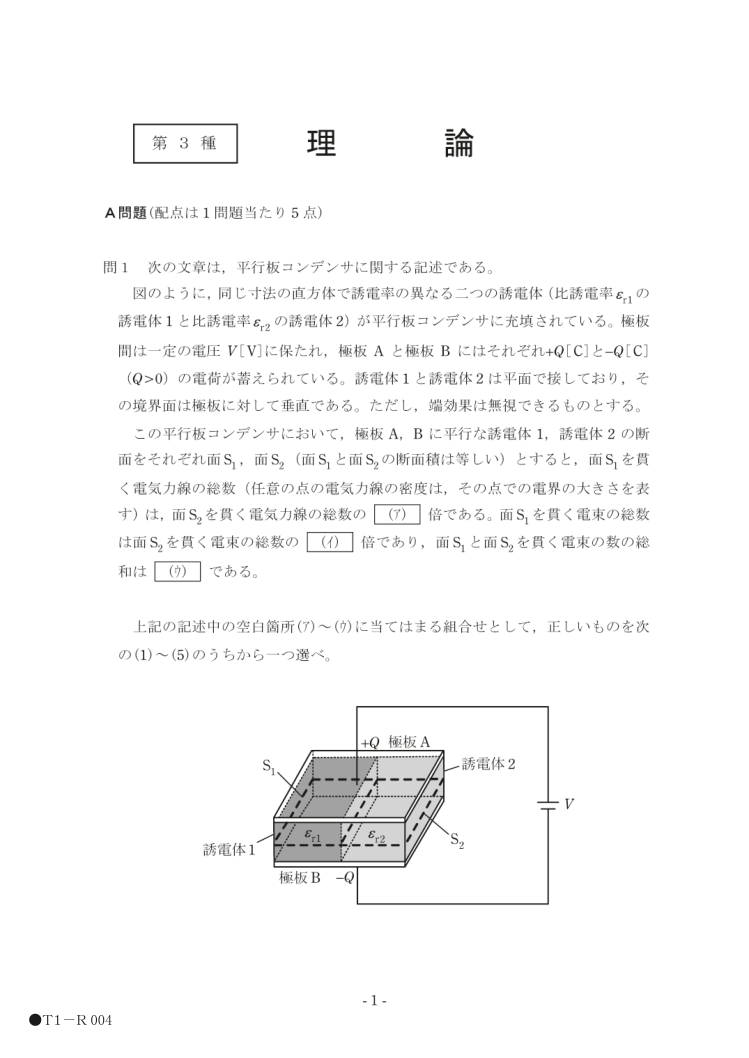 第 3 種
理 論
A問題(配点は1問題当たり5点)
問1 次の文章は，平行板コンデンサに関する記述である。
図のように，同じ寸法の直方体で誘電率の異なる二つの誘電体(比誘電率εr1の
誘電体1と比誘電率εr2の誘電体2)が平行板コンデンサに充填されている。極板
間は一定の電圧 V[V]に保たれ，極板 A と極板 B にはそれぞれ+Q[C]と−Q[C]
(Q>0)の電荷が蓄えられている。誘電体1と誘電体2は平面で接しており，そ
の境界面は極板に対して垂直である。ただし，端効果は無視できるものとする。
この平行板コンデンサにおいて，極板 A，B に平行な誘電体 1，誘電体 2 の断
面をそれぞれ面S1，面S2（面S1と面S2の断面積は等しい）とすると，面S1を貫
く電気力線の総数（任意の点の電気力線の密度は，その点での電界の大きさを表
す）は，面S2を貫く電気力線の総数の (ア) 倍である。面S1を貫く電束の総数
は面S2を貫く電束の総数の (イ) 倍であり，面S1と面S2を貫く電束の数の総
和は (ウ) である。
上記の記述中の空白箇所(ア)～(ウ)に当てはまる組合せとして，正しいものを次
の(1)～(5)のうちから一つ選べ。
+Q 極板 A
S1
誘電体 2
V
εr1
εr2
S2
誘電体1
極板 B −Q
- 1 -
●T1－R 004